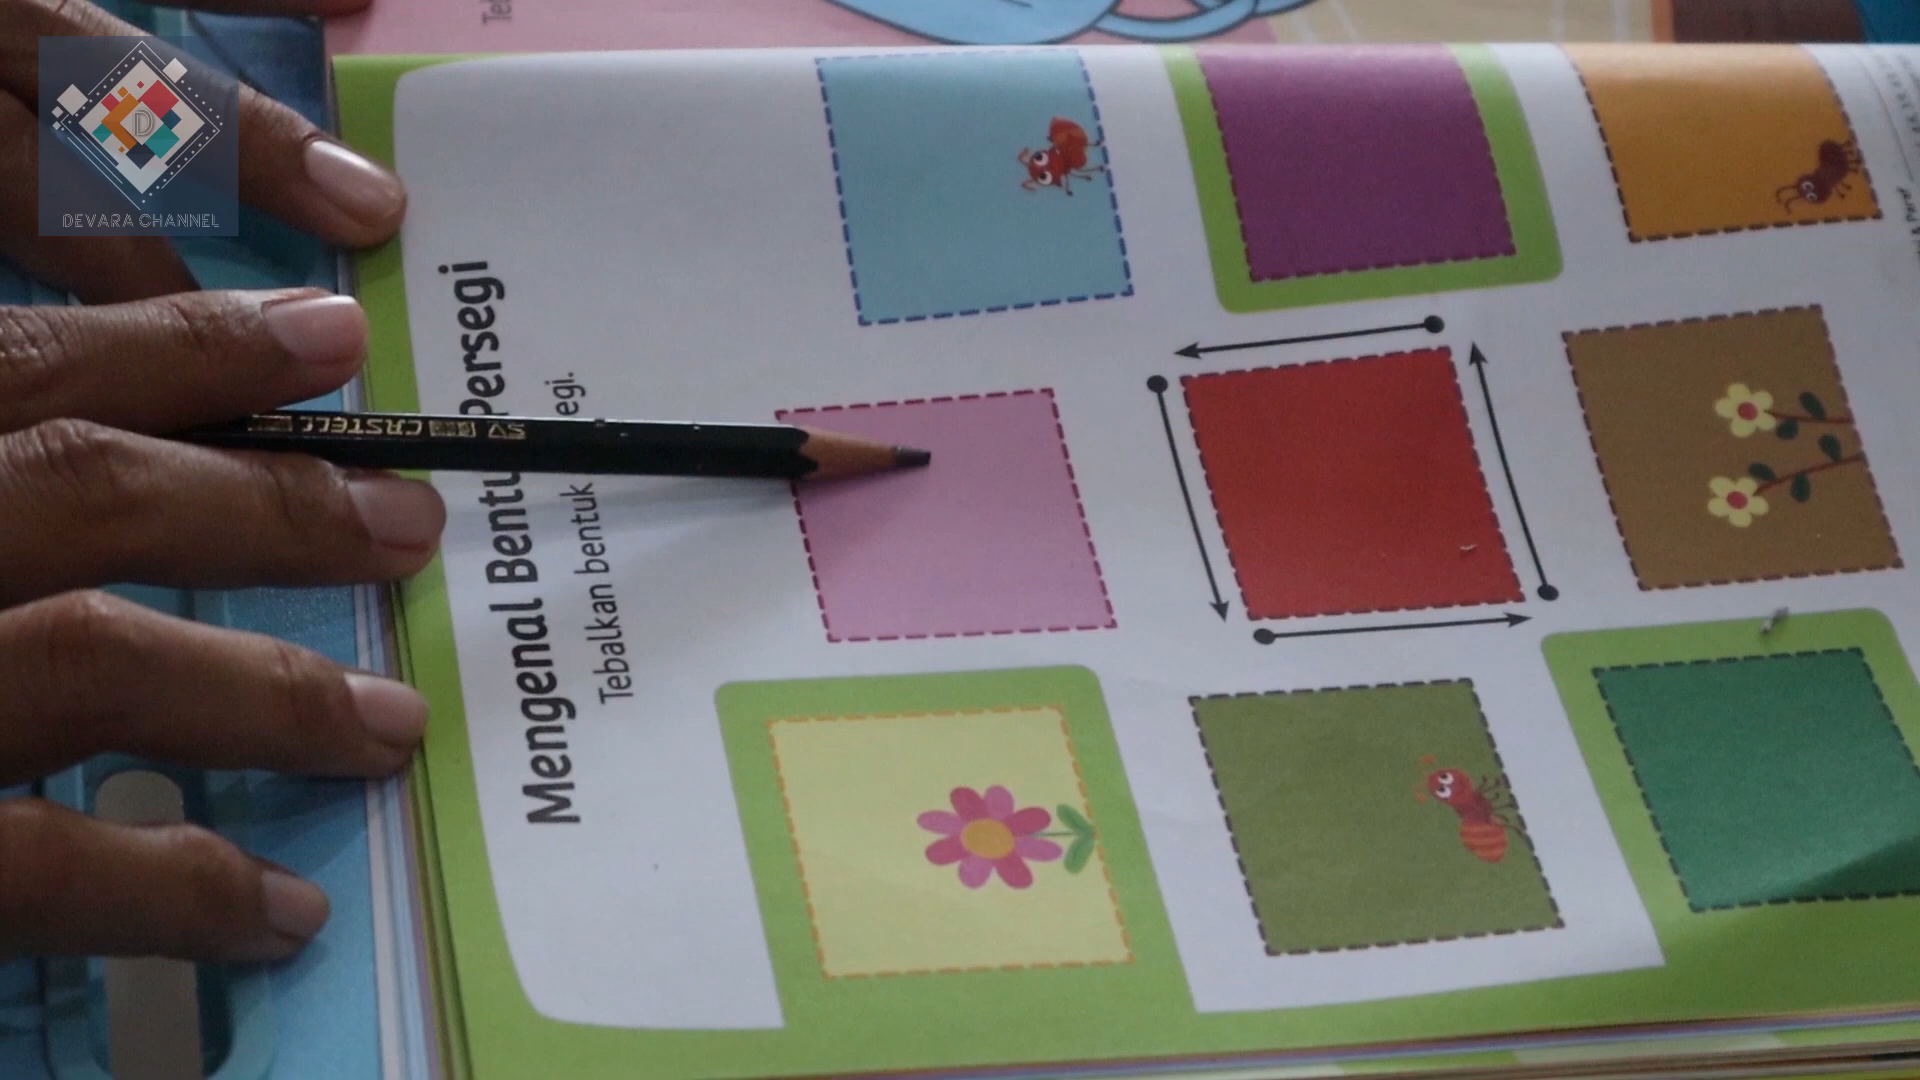 DEVARA CHANNEL
Mengenal Bentu Persegi
Tebalkan bentuk egi.
CASTELL